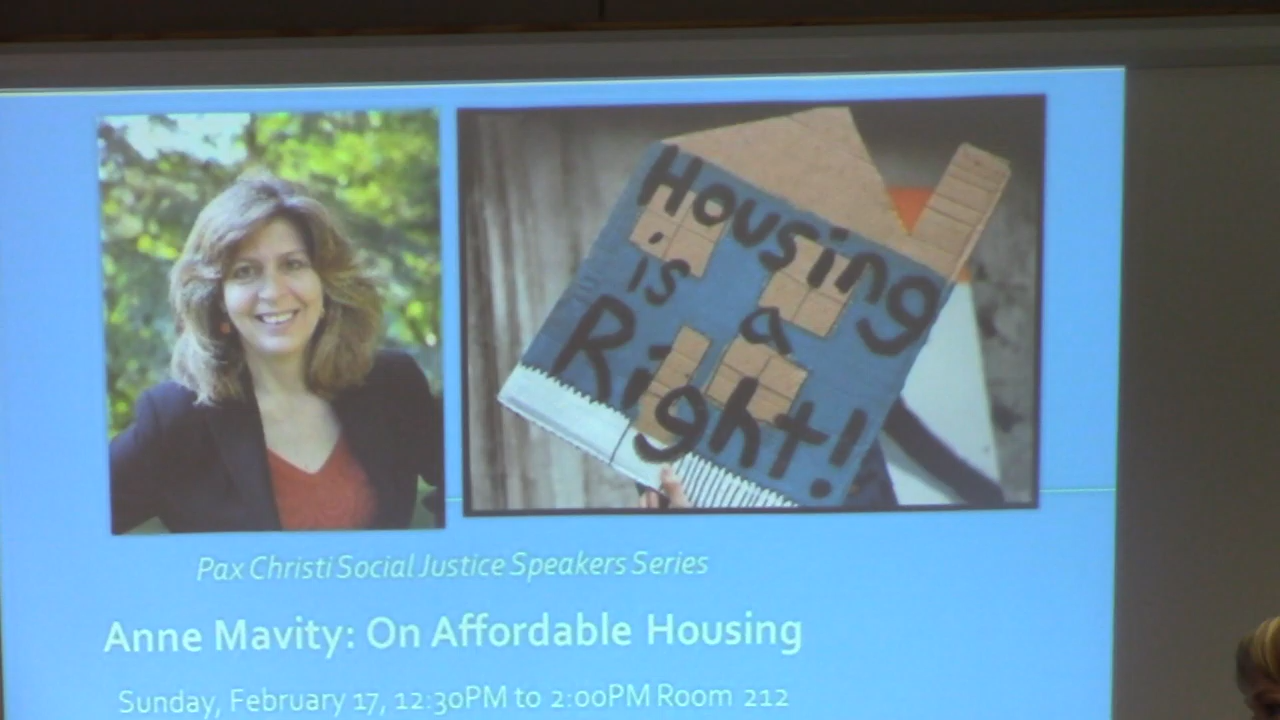 Housing
is a
Right!
Pax Christi Social Justice Speakers Series
Anne Mavity: On Affordable Housing
Sunday, February 17, 12:30PM to 2:00PM Room 212